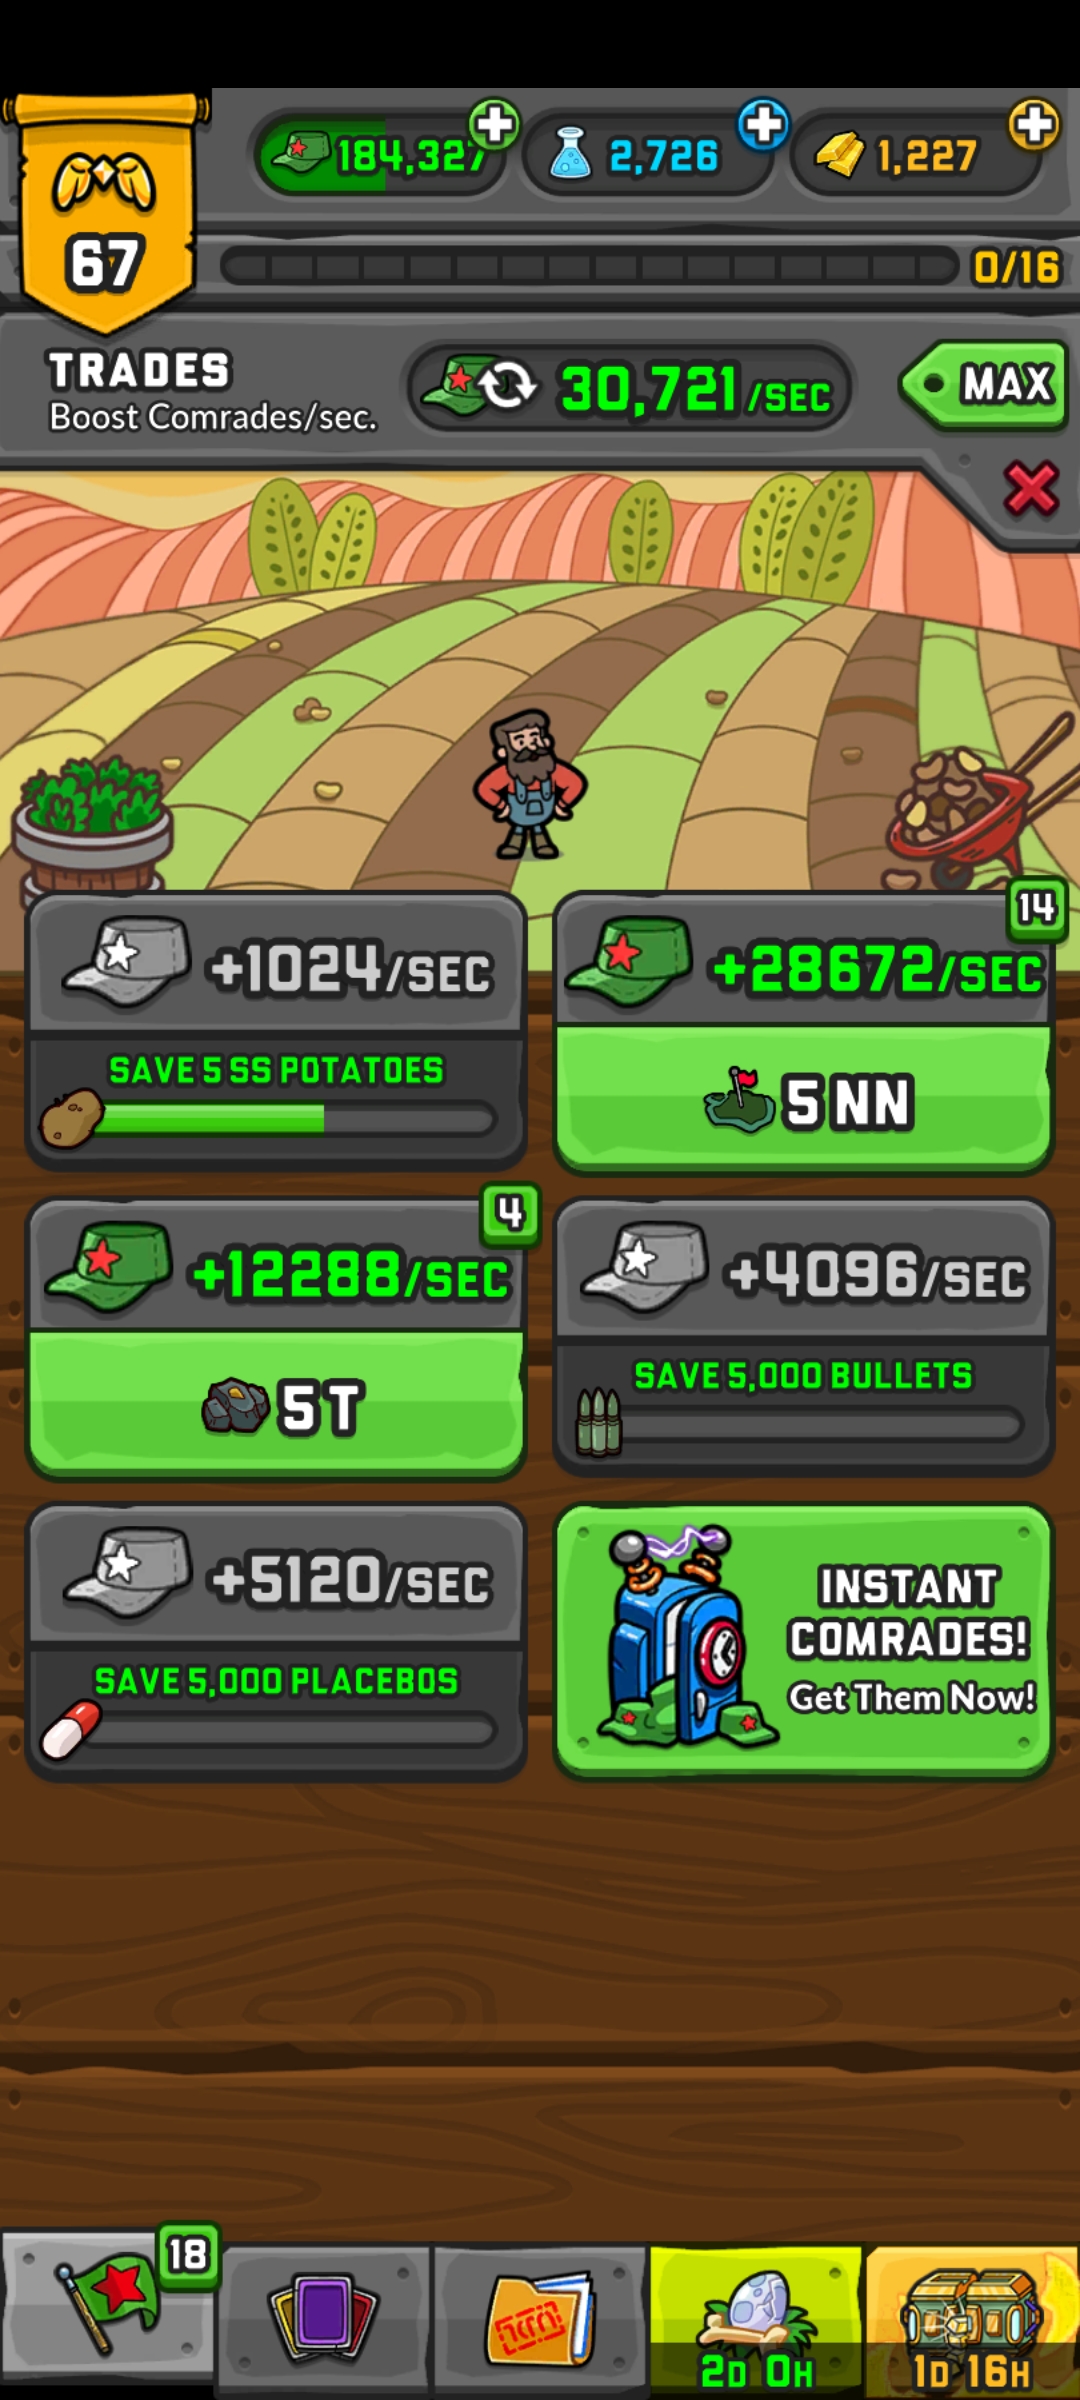 184,327
2,726
1,227
67
0/16
TRADES
Boost Comrades/sec.
30,721/SEC
MAX
+1024/SEC
SAVE 5 SS POTATOES
14
+28672/SEC
5 NN
4
+12288/SEC
5 T
+4096/SEC
SAVE 5,000 BULLETS
+5120/SEC
SAVE 5,000 PLACEBOS
INSTANT
COMRADES!
Get Them Now!
18
2D 0H
1D 16H